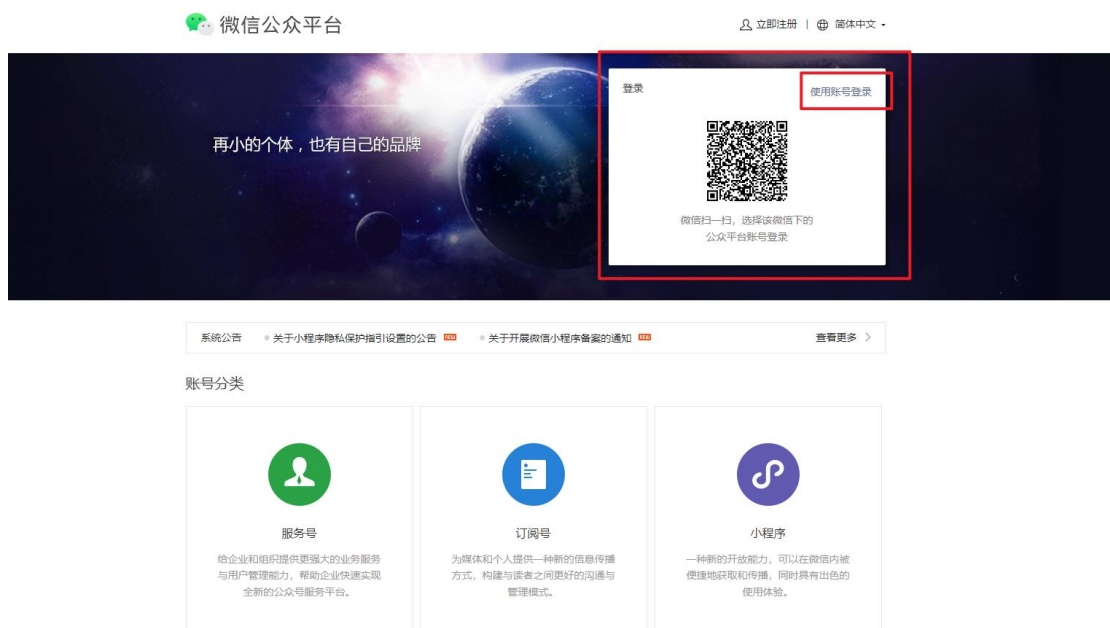 微信公众平台
立即注册 | 简体中文
登录
使用账号登录
再小的个体，也有自己的品牌
微信扫一扫，选择该微信下的
公众平台账号登录
系统公告
关于小程序隐私保护指引设置的公告
关于开展微信小程序备案的通知
查看更多
账号分类
服务号
给企业和组织提供更强大的业务服务
与用户管理能力，帮助企业快速实现
全新的公众号服务平台。
订阅号
为媒体和个人提供一种新的信息传播
方式，构建与读者之间更好的沟通与
管理模式。
小程序
一种新的开放能力，可以在微信内被
便捷地获取和传播，同时具有出色的
使用体验。